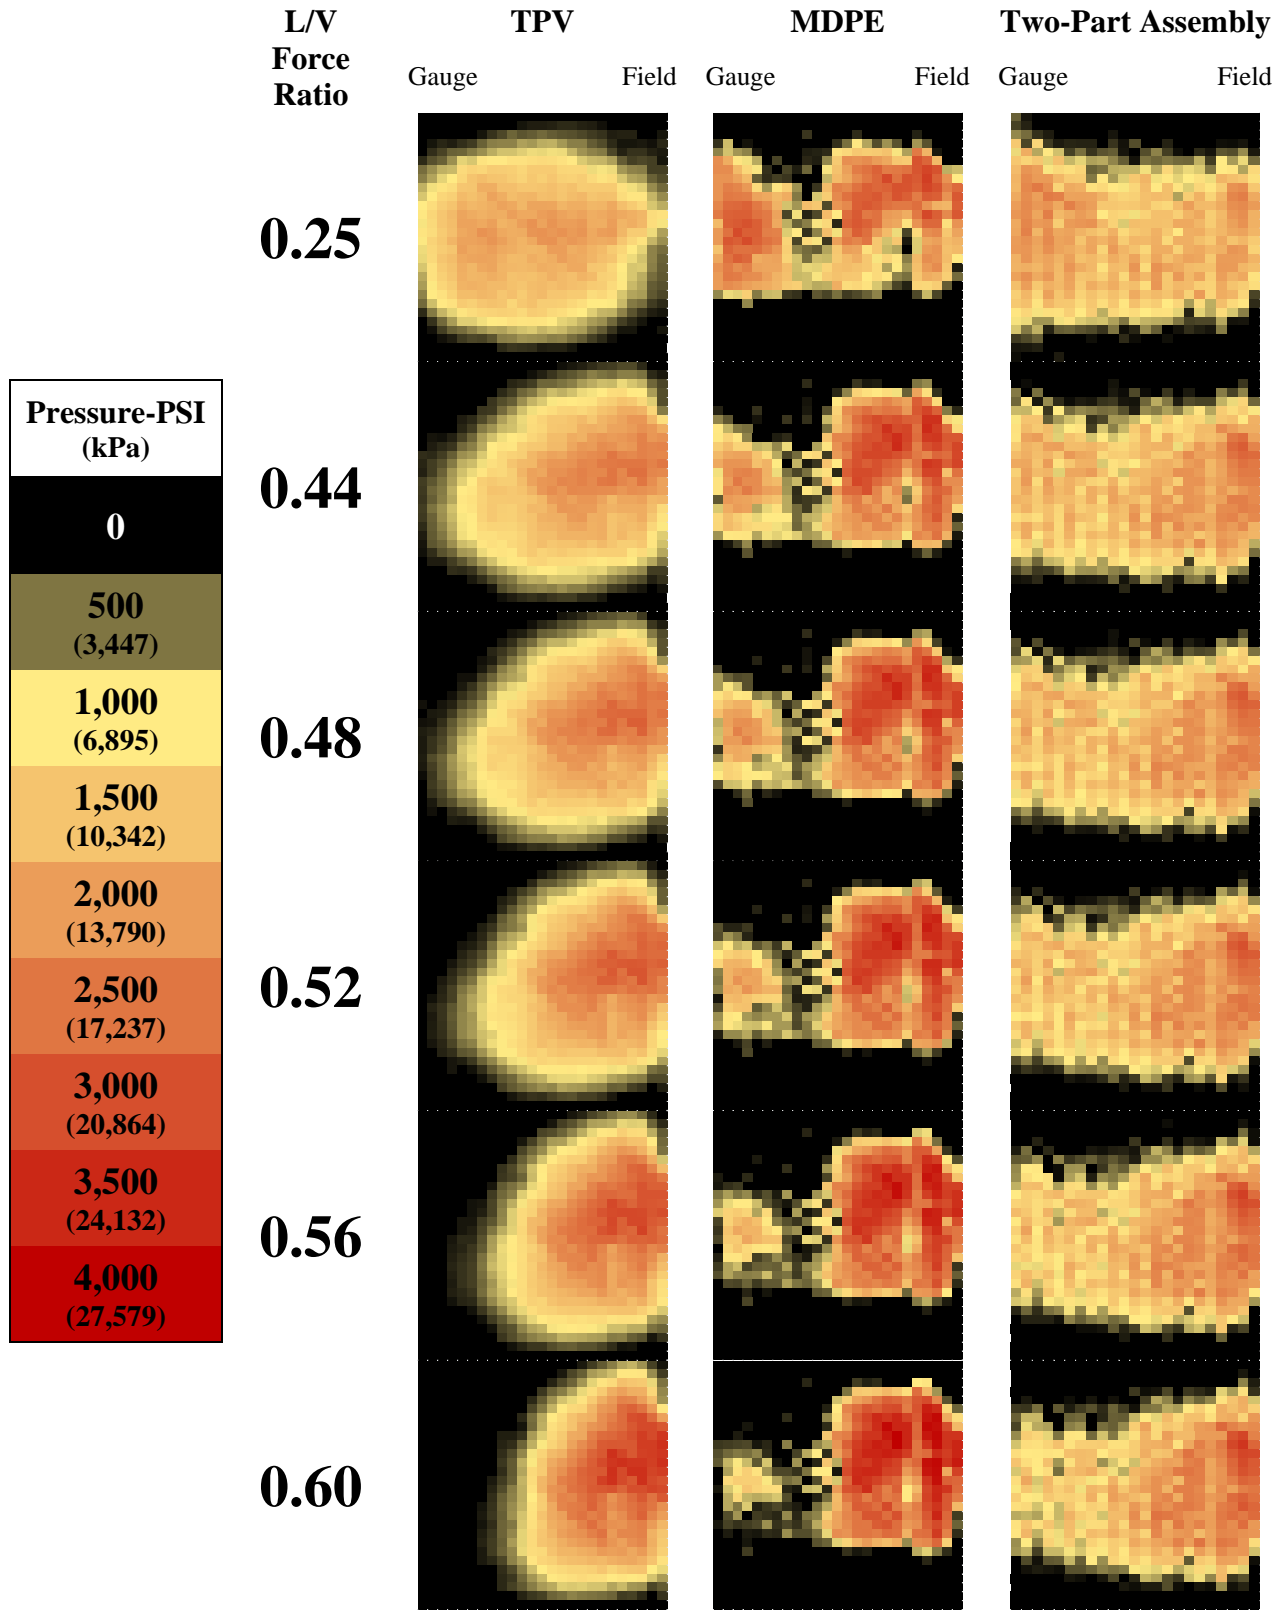 L/V
Force
Ratio
TPV
MDPE
Two-Part Assembly
Gauge
Field
Gauge
Field
Gauge
Field
0.25
0.44
0.48
0.52
0.56
0.60
Pressure-PSI
(kPa)
0
500
(3,447)
1,000
(6,895)
1,500
(10,342)
2,000
(13,790)
2,500
(17,237)
3,000
(20,864)
3,500
(24,132)
4,000
(27,579)